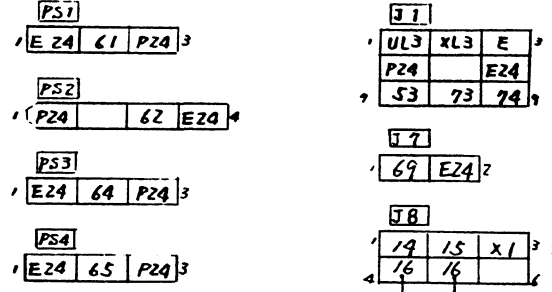 PS1
1 E24 61 P24 3
PS2
1 P24 62 E24 4
PS3
1 E24 64 P24 3
PS4
1 E24 65 P24 3
J1
1 UL3 XL3 E 3
P24 E24
9 53 73 74 9
J7
1 69 E24 2
J8
1 14 15 X1 3
4 16 16 6